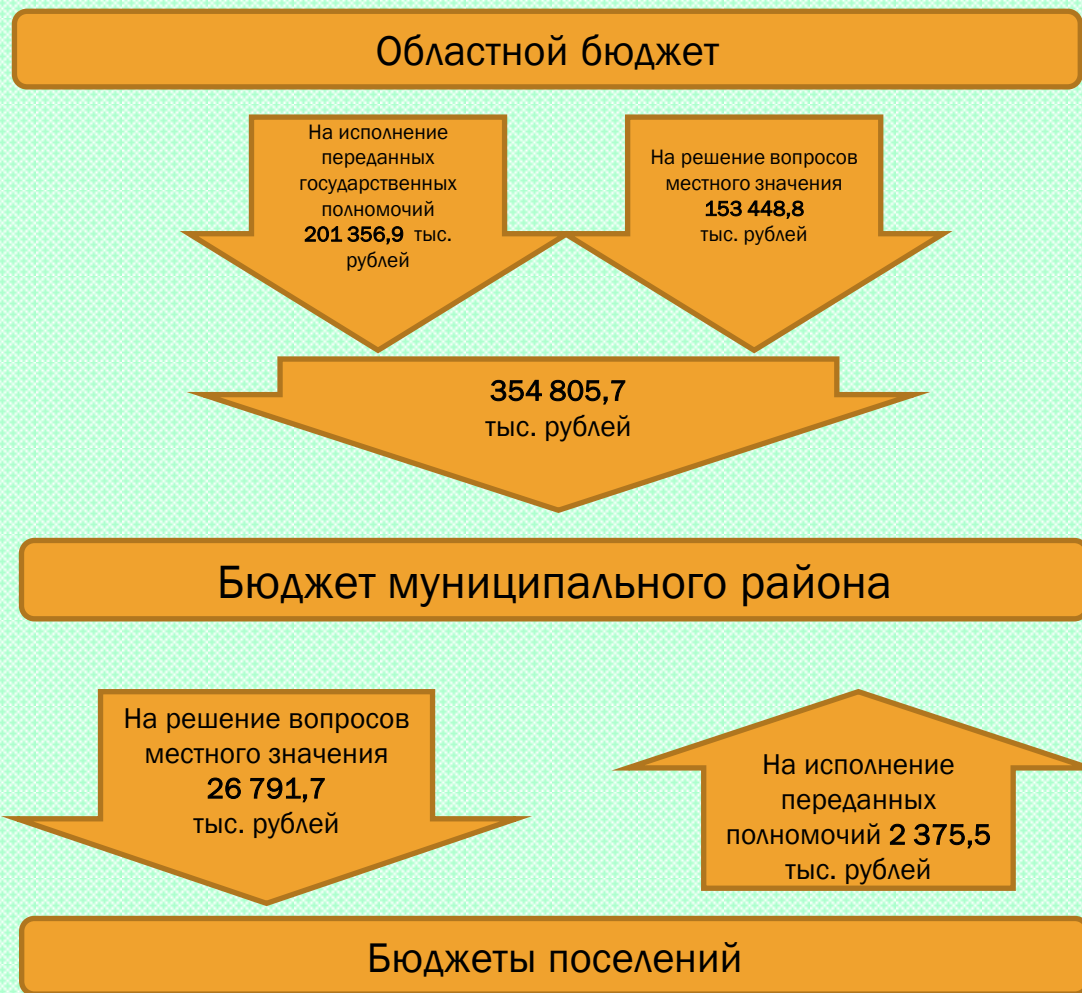 Областной бюджет
На исполнение
переданных
государственных
полномочий
201 356,9 тыс.
рублей
На решение вопросов
местного значения
153 448,8
тыс. рублей
354 805,7
тыс. рублей
Бюджет муниципального района
На решение вопросов
местного значения
26 791,7
тыс. рублей
На исполнение
переданных
полномочий 2 375,5
тыс. рублей
Бюджеты поселений